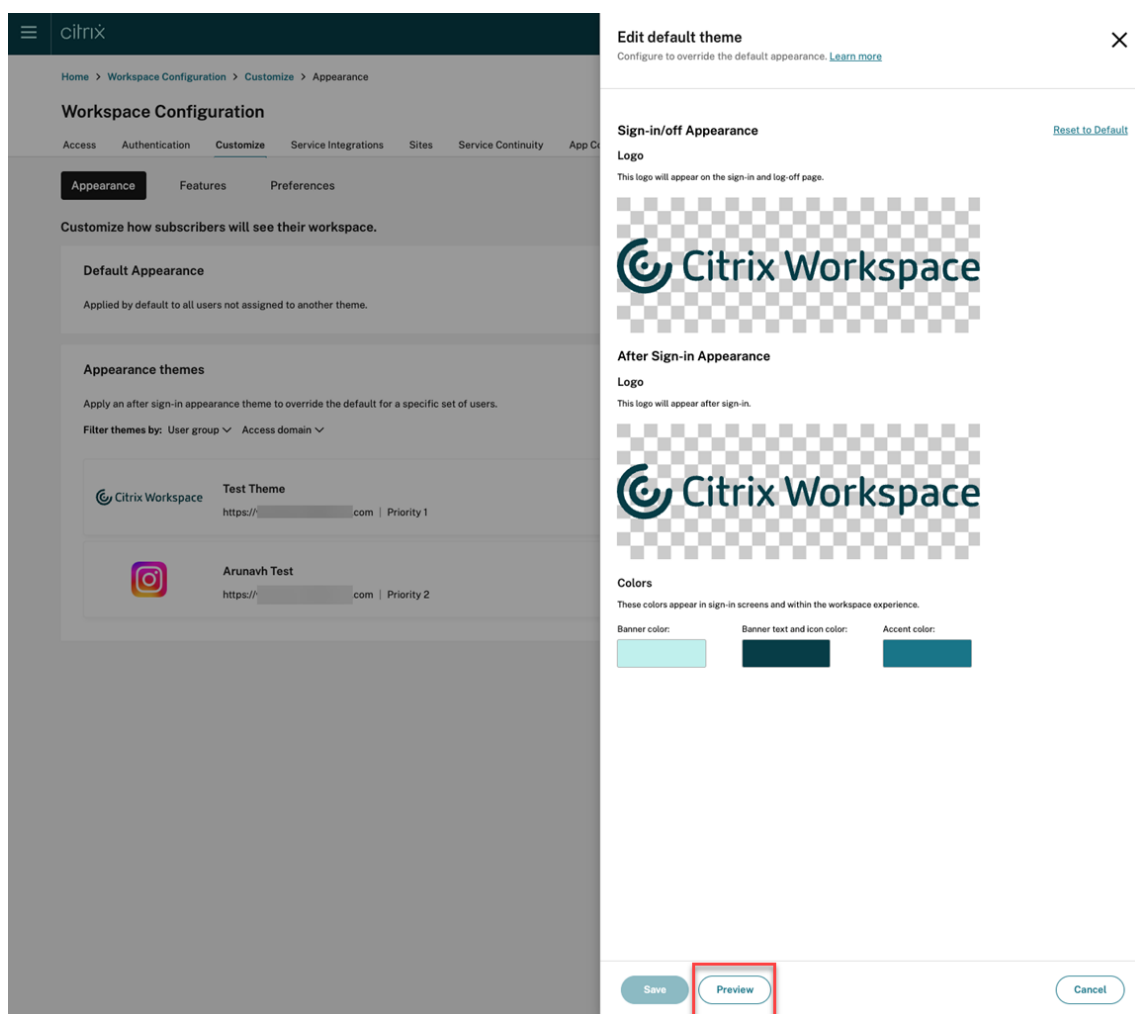 citrix
Home > Workspace Configuration > Customize > Appearance
Workspace Configuration
Access Authentication Customize Service Integrations Sites Service Continuity App Co
Appearance Features Preferences
Customize how subscribers will see their workspace.
Default Appearance
Applied by default to all users not assigned to another theme.
Appearance themes
Apply an after sign-in appearance theme to override the default for a specific set of users.
Filter themes by: User group Access domain
Citrix Workspace
Test Theme
https:// .com | Priority 1
Arunavh Test
https:// .com | Priority 2
Edit default theme
Configure to override the default appearance. Learn more
Sign-in/off Appearance
Reset to Default
Logo
This logo will appear on the sign-in and log-off page.
Citrix Workspace
After Sign-in Appearance
Logo
This logo will appear after sign-in.
Citrix Workspace
Colors
These colors appear in sign-in screens and within the workspace experience.
Banner color: Banner text and icon color: Accent color:
Save Preview Cancel